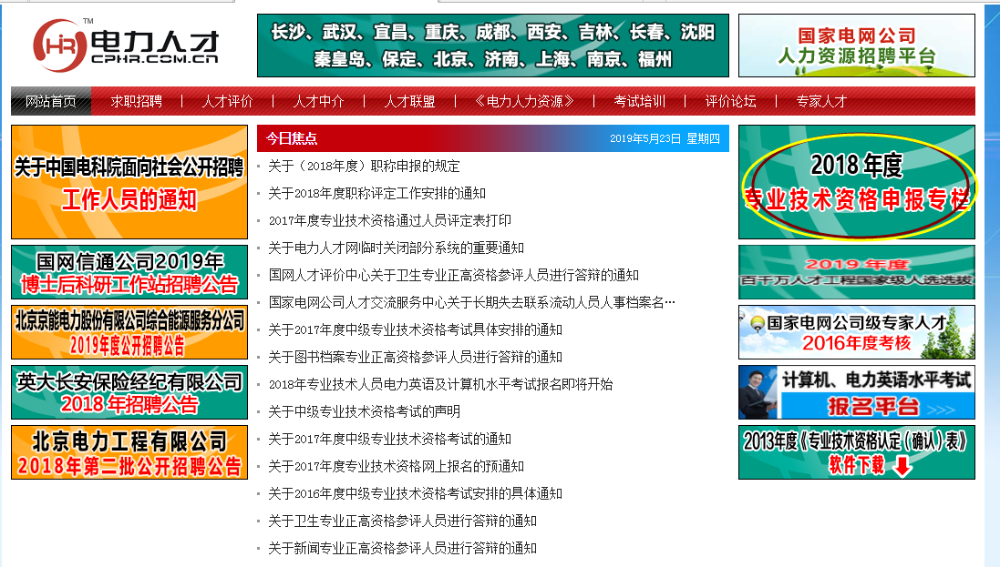 HR TM 电力人才
CPHR.COM.CN
长沙、武汉、宜昌、重庆、成都、西安、吉林、长春、沈阳
秦皇岛、保定、北京、济南、上海、南京、福州
国家电网公司
人力资源招聘平台
网站首页 求职招聘 | 人才评价 | 人才中介 | 人才联盟 | 《电力人力资源》 | 考试培训 | 评价论坛 | 专家人才
关于中国电科院面向社会公开招聘
工作人员的通知
国网信通公司2019年
博士后科研工作站招聘公告
北京京能电力股份有限公司综合能源服务分公司
2019年度公开招聘公告
英大长安保险经纪有限公司
2018 年招聘公告
北京电力工程有限公司
2018年第二批公开招聘公告
今日焦点 2019年5月23日 星期四
关于（2018年度）职称申报的规定
关于2018年度职称评定工作安排的通知
2017年度专业技术资格通过人员评定表打印
关于电力人才网临时关闭部分系统的重要通知
国网人才评价中心关于卫生专业正高资格参评人员进行答辩的通知
国家电网公司人才交流服务中心关于长期失去联系流动人员人事档案名…
关于2017年度中级专业技术资格考试具体安排的通知
关于图书档案专业正高资格参评人员进行答辩的通知
2018年专业技术人员电力英语及计算机水平考试报名即将开始
关于中级专业技术资格考试的声明
关于2017年度中级专业技术资格考试的通知
关于2017年度专业技术资格网上报名的预通知
关于2016年度中级专业技术资格考试安排的具体通知
关于卫生专业正高资格参评人员进行答辩的通知
关于新闻专业正高资格参评人员进行答辩的通知
2018 年度
专业技术资格申报专栏
2019 年度
百千万人才工程国家级人选选拔
国家电网公司级专家人才
2016年度考核
计算机、电力英语水平考试
报名平台 >>>
2013年度《专业技术资格认定（确认）表》
软件下载